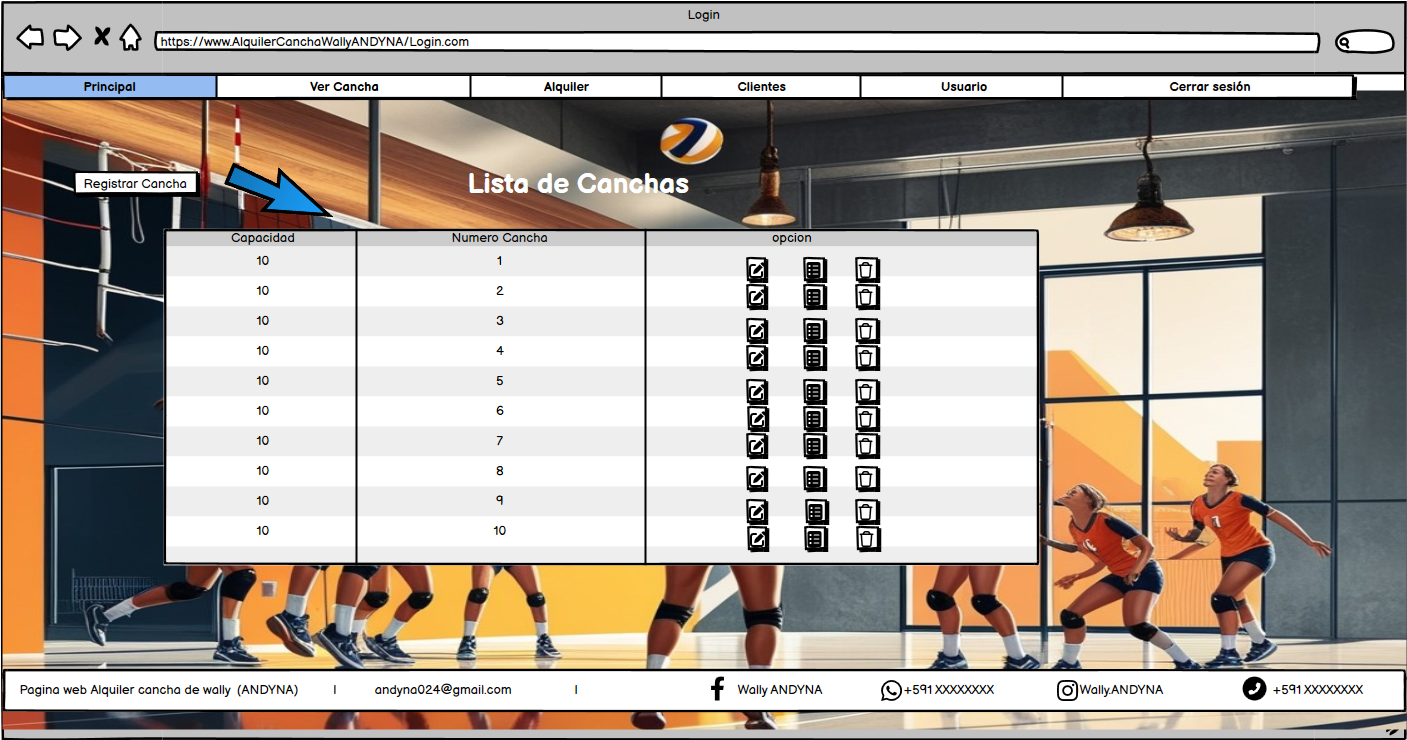 Login
https://www.AlquilerCanchaWallyANDYNA/Login.com
Principal Ver Cancha Alquiler Clientes Usuario Cerrar sesión
Registrar Cancha
Lista de Canchas
Capacidad Numero Cancha opcion
10 1
10 2
10 3
10 4
10 5
10 6
10 7
10 8
10 9
10 10
Pagina web Alquiler cancha de wally (ANDYNA) | andyna024@gmail.com | Wally ANDYNA +591 XXXXXXXX Wally.ANDYNA +591 XXXXXXXX